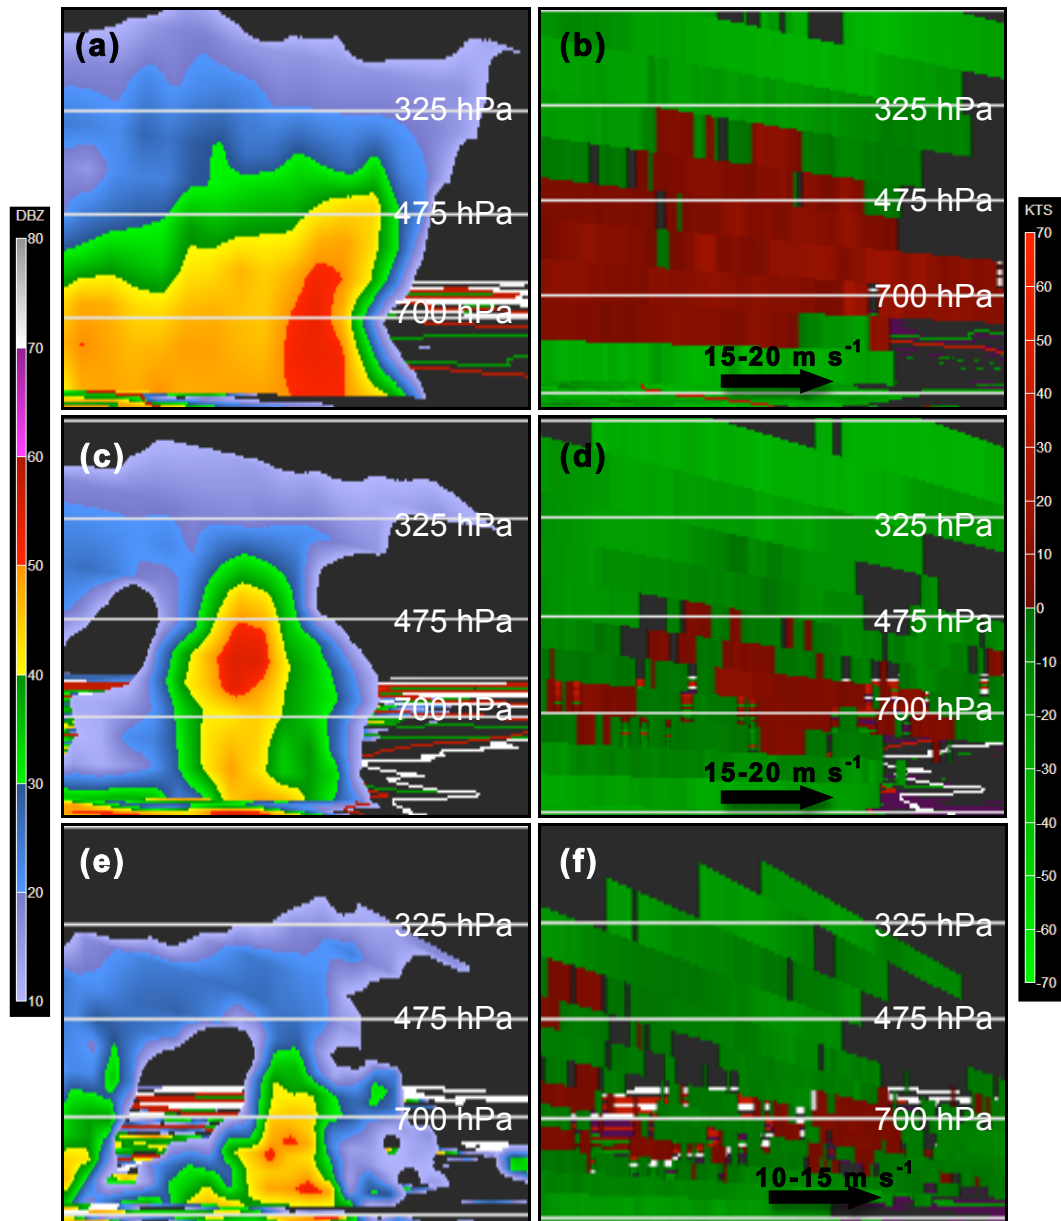 (a)
325 hPa
475 hPa
700 hPa
(b)
325 hPa
475 hPa
700 hPa
15-20 m s⁻¹
DBZ
80
70
60
50
40
30
20
10
KTS
70
60
50
40
30
20
10
0
-10
-20
-30
-40
-50
-60
-70
(c)
325 hPa
475 hPa
700 hPa
(d)
325 hPa
475 hPa
700 hPa
15-20 m s⁻¹
(e)
325 hPa
475 hPa
700 hPa
(f)
325 hPa
475 hPa
700 hPa
10-15 m s⁻¹